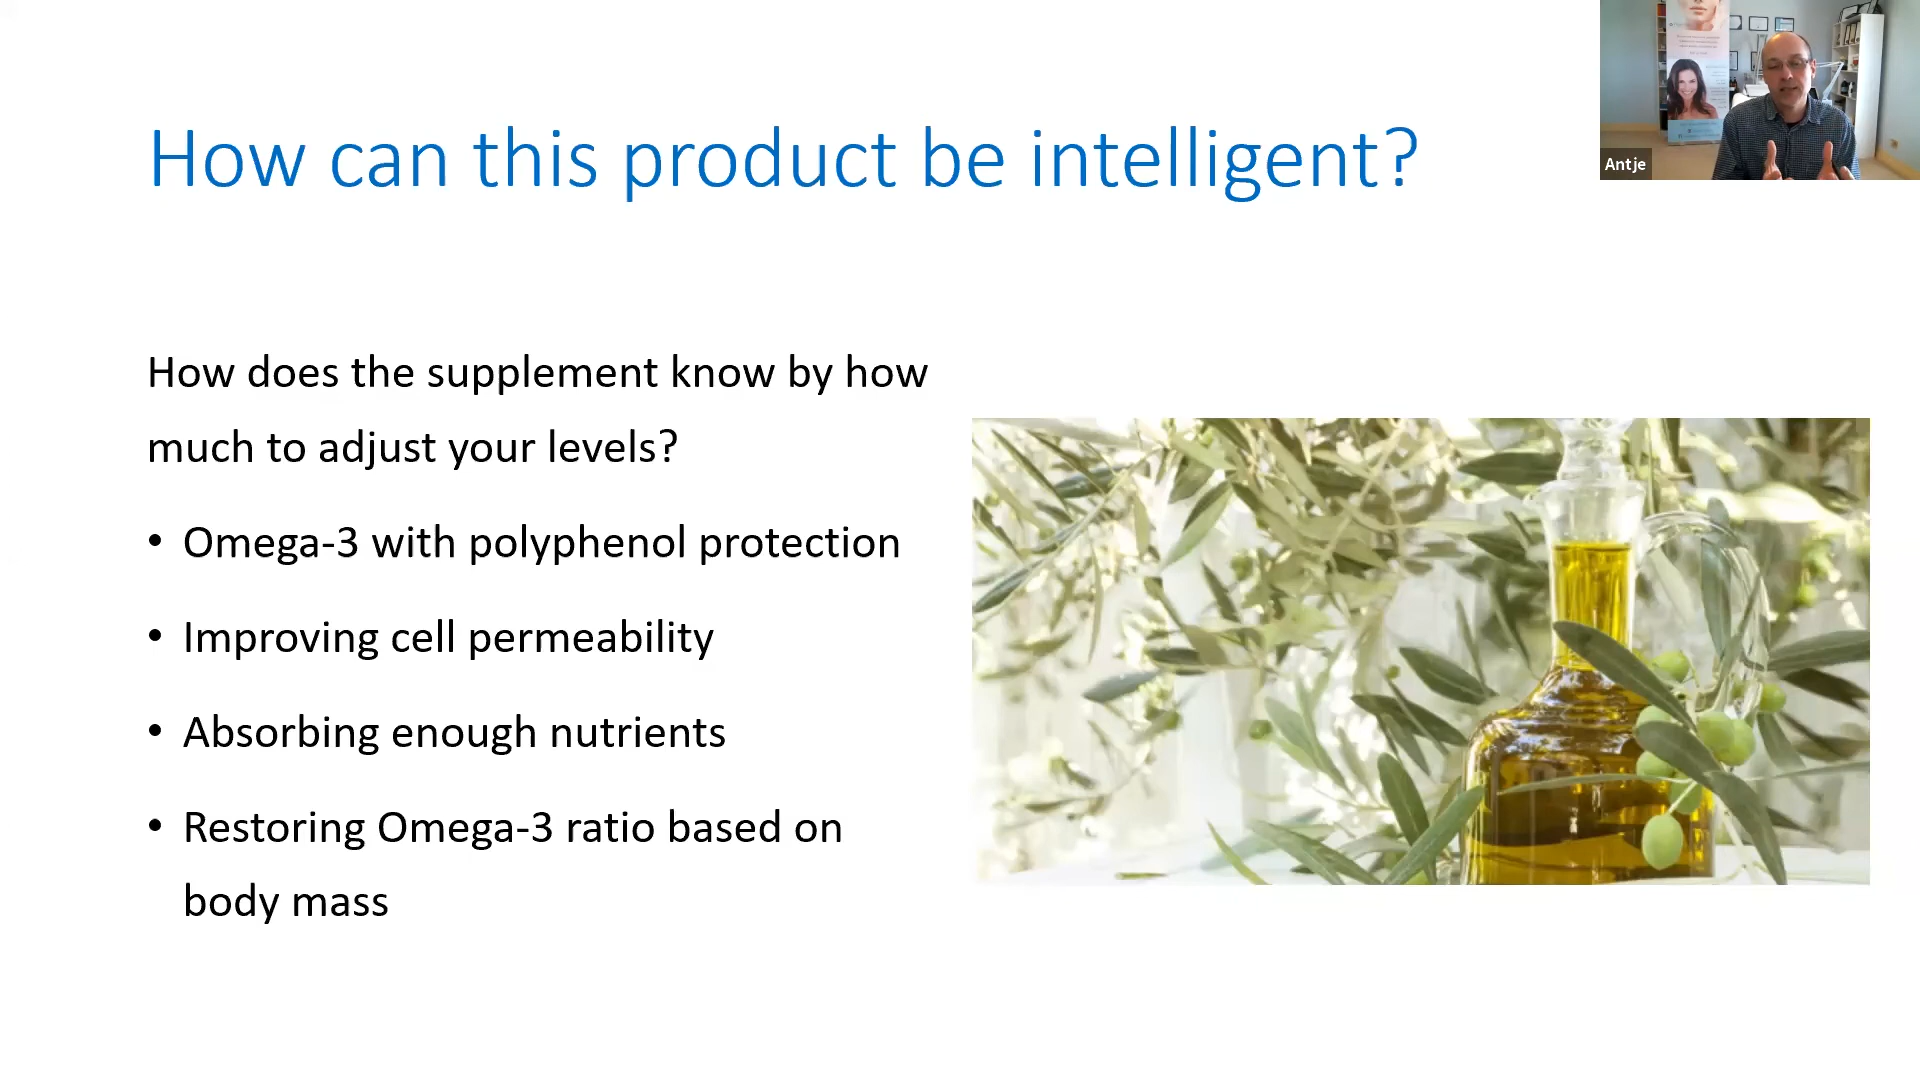 How can this product be intelligent?
Antje
How does the supplement know by how
much to adjust your levels?
• Omega-3 with polyphenol protection
• Improving cell permeability
• Absorbing enough nutrients
• Restoring Omega-3 ratio based on
body mass